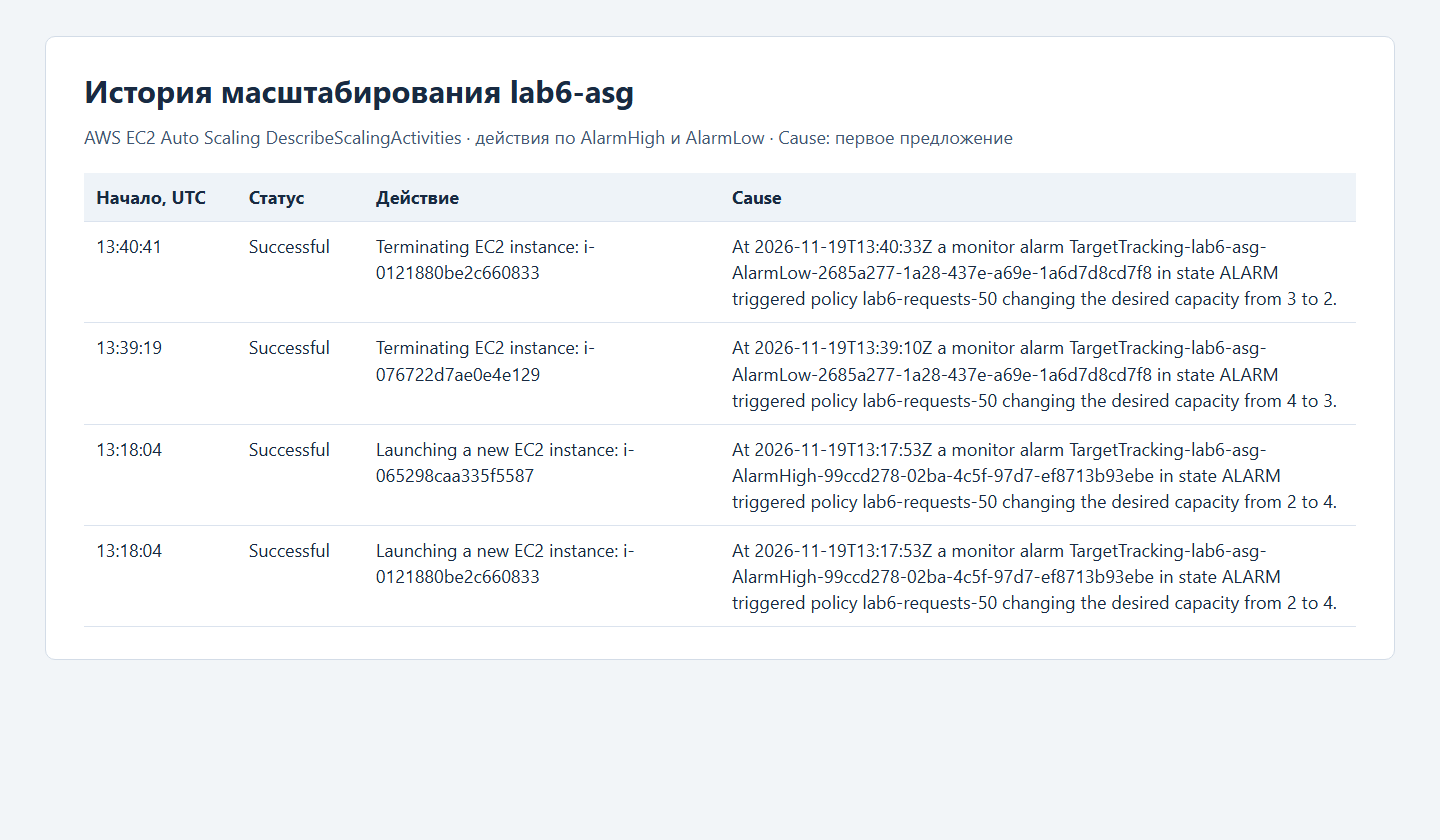 История масштабирования lab6-asg
AWS EC2 Auto Scaling DescribeScalingActivities · действия по AlarmHigh и AlarmLow · Cause: первое предложение
Начало, UTC Статус Действие Cause
13:40:41 Successful Terminating EC2 instance: i- At 2026-11-19T13:40:33Z a monitor alarm TargetTracking-lab6-asg-
0121880be2c660833 AlarmLow-2685a277-1a28-437e-a69e-1a6d7d8cd7f8 in state ALARM
triggered policy lab6-requests-50 changing the desired capacity from 3 to 2.
13:39:19 Successful Terminating EC2 instance: i- At 2026-11-19T13:39:10Z a monitor alarm TargetTracking-lab6-asg-
076722d7ae0e4e129 AlarmLow-2685a277-1a28-437e-a69e-1a6d7d8cd7f8 in state ALARM
triggered policy lab6-requests-50 changing the desired capacity from 4 to 3.
13:18:04 Successful Launching a new EC2 instance: i- At 2026-11-19T13:17:53Z a monitor alarm TargetTracking-lab6-asg-
065298caa335f5587 AlarmHigh-99ccd278-02ba-4c5f-97d7-ef8713b93ebe in state ALARM
triggered policy lab6-requests-50 changing the desired capacity from 2 to 4.
13:18:04 Successful Launching a new EC2 instance: i- At 2026-11-19T13:17:53Z a monitor alarm TargetTracking-lab6-asg-
0121880be2c660833 AlarmHigh-99ccd278-02ba-4c5f-97d7-ef8713b93ebe in state ALARM
triggered policy lab6-requests-50 changing the desired capacity from 2 to 4.